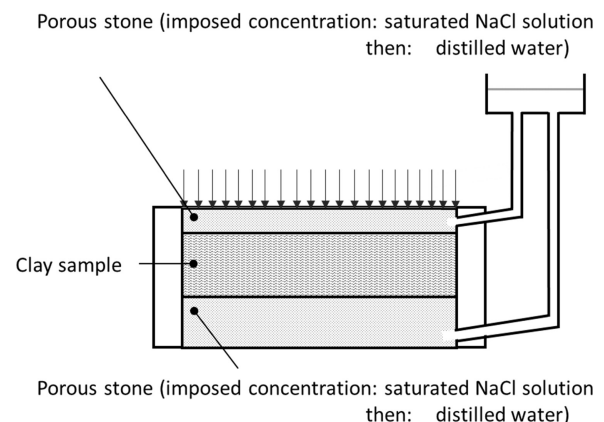 Porous stone (imposed concentration: saturated NaCl solution
then: distilled water)
Clay sample
Porous stone (imposed concentration: saturated NaCl solution
then: distilled water)